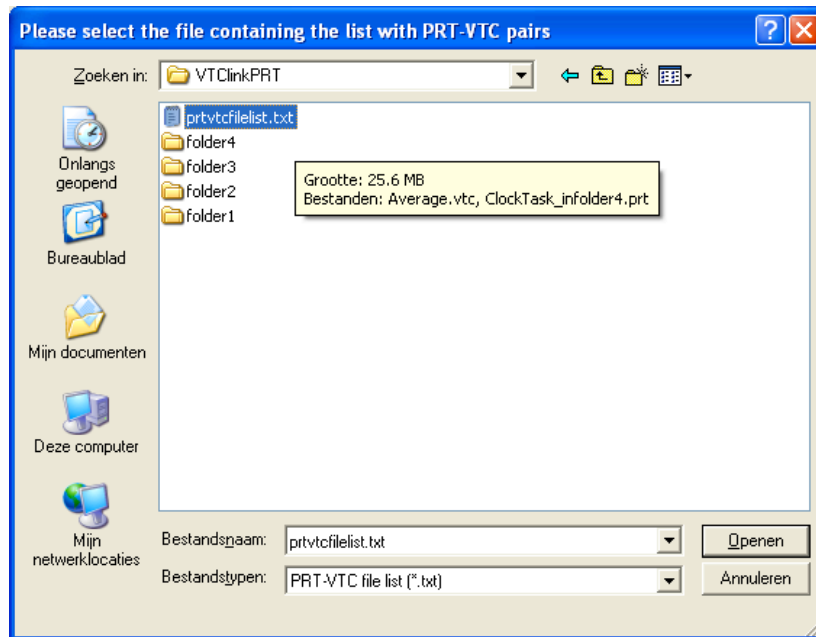 Please select the file containing the list with PRT-VTC pairs
Zoeken in:
VTClinkPRT
prtvtcfilelist.txt
folder4
folder3
folder2
folder1
Grootte: 25.6 MB
Bestanden: Average.vtc, ClockTask_infolder4.prt
Onlangs
geopend
Bureaublad
Mijn documenten
Deze computer
Mijn
netwerklocaties
Bestandsnaam:
prtvtcfilelist.txt
Openen
Bestandstypen:
PRT-VTC file list (*.txt)
Annuleren